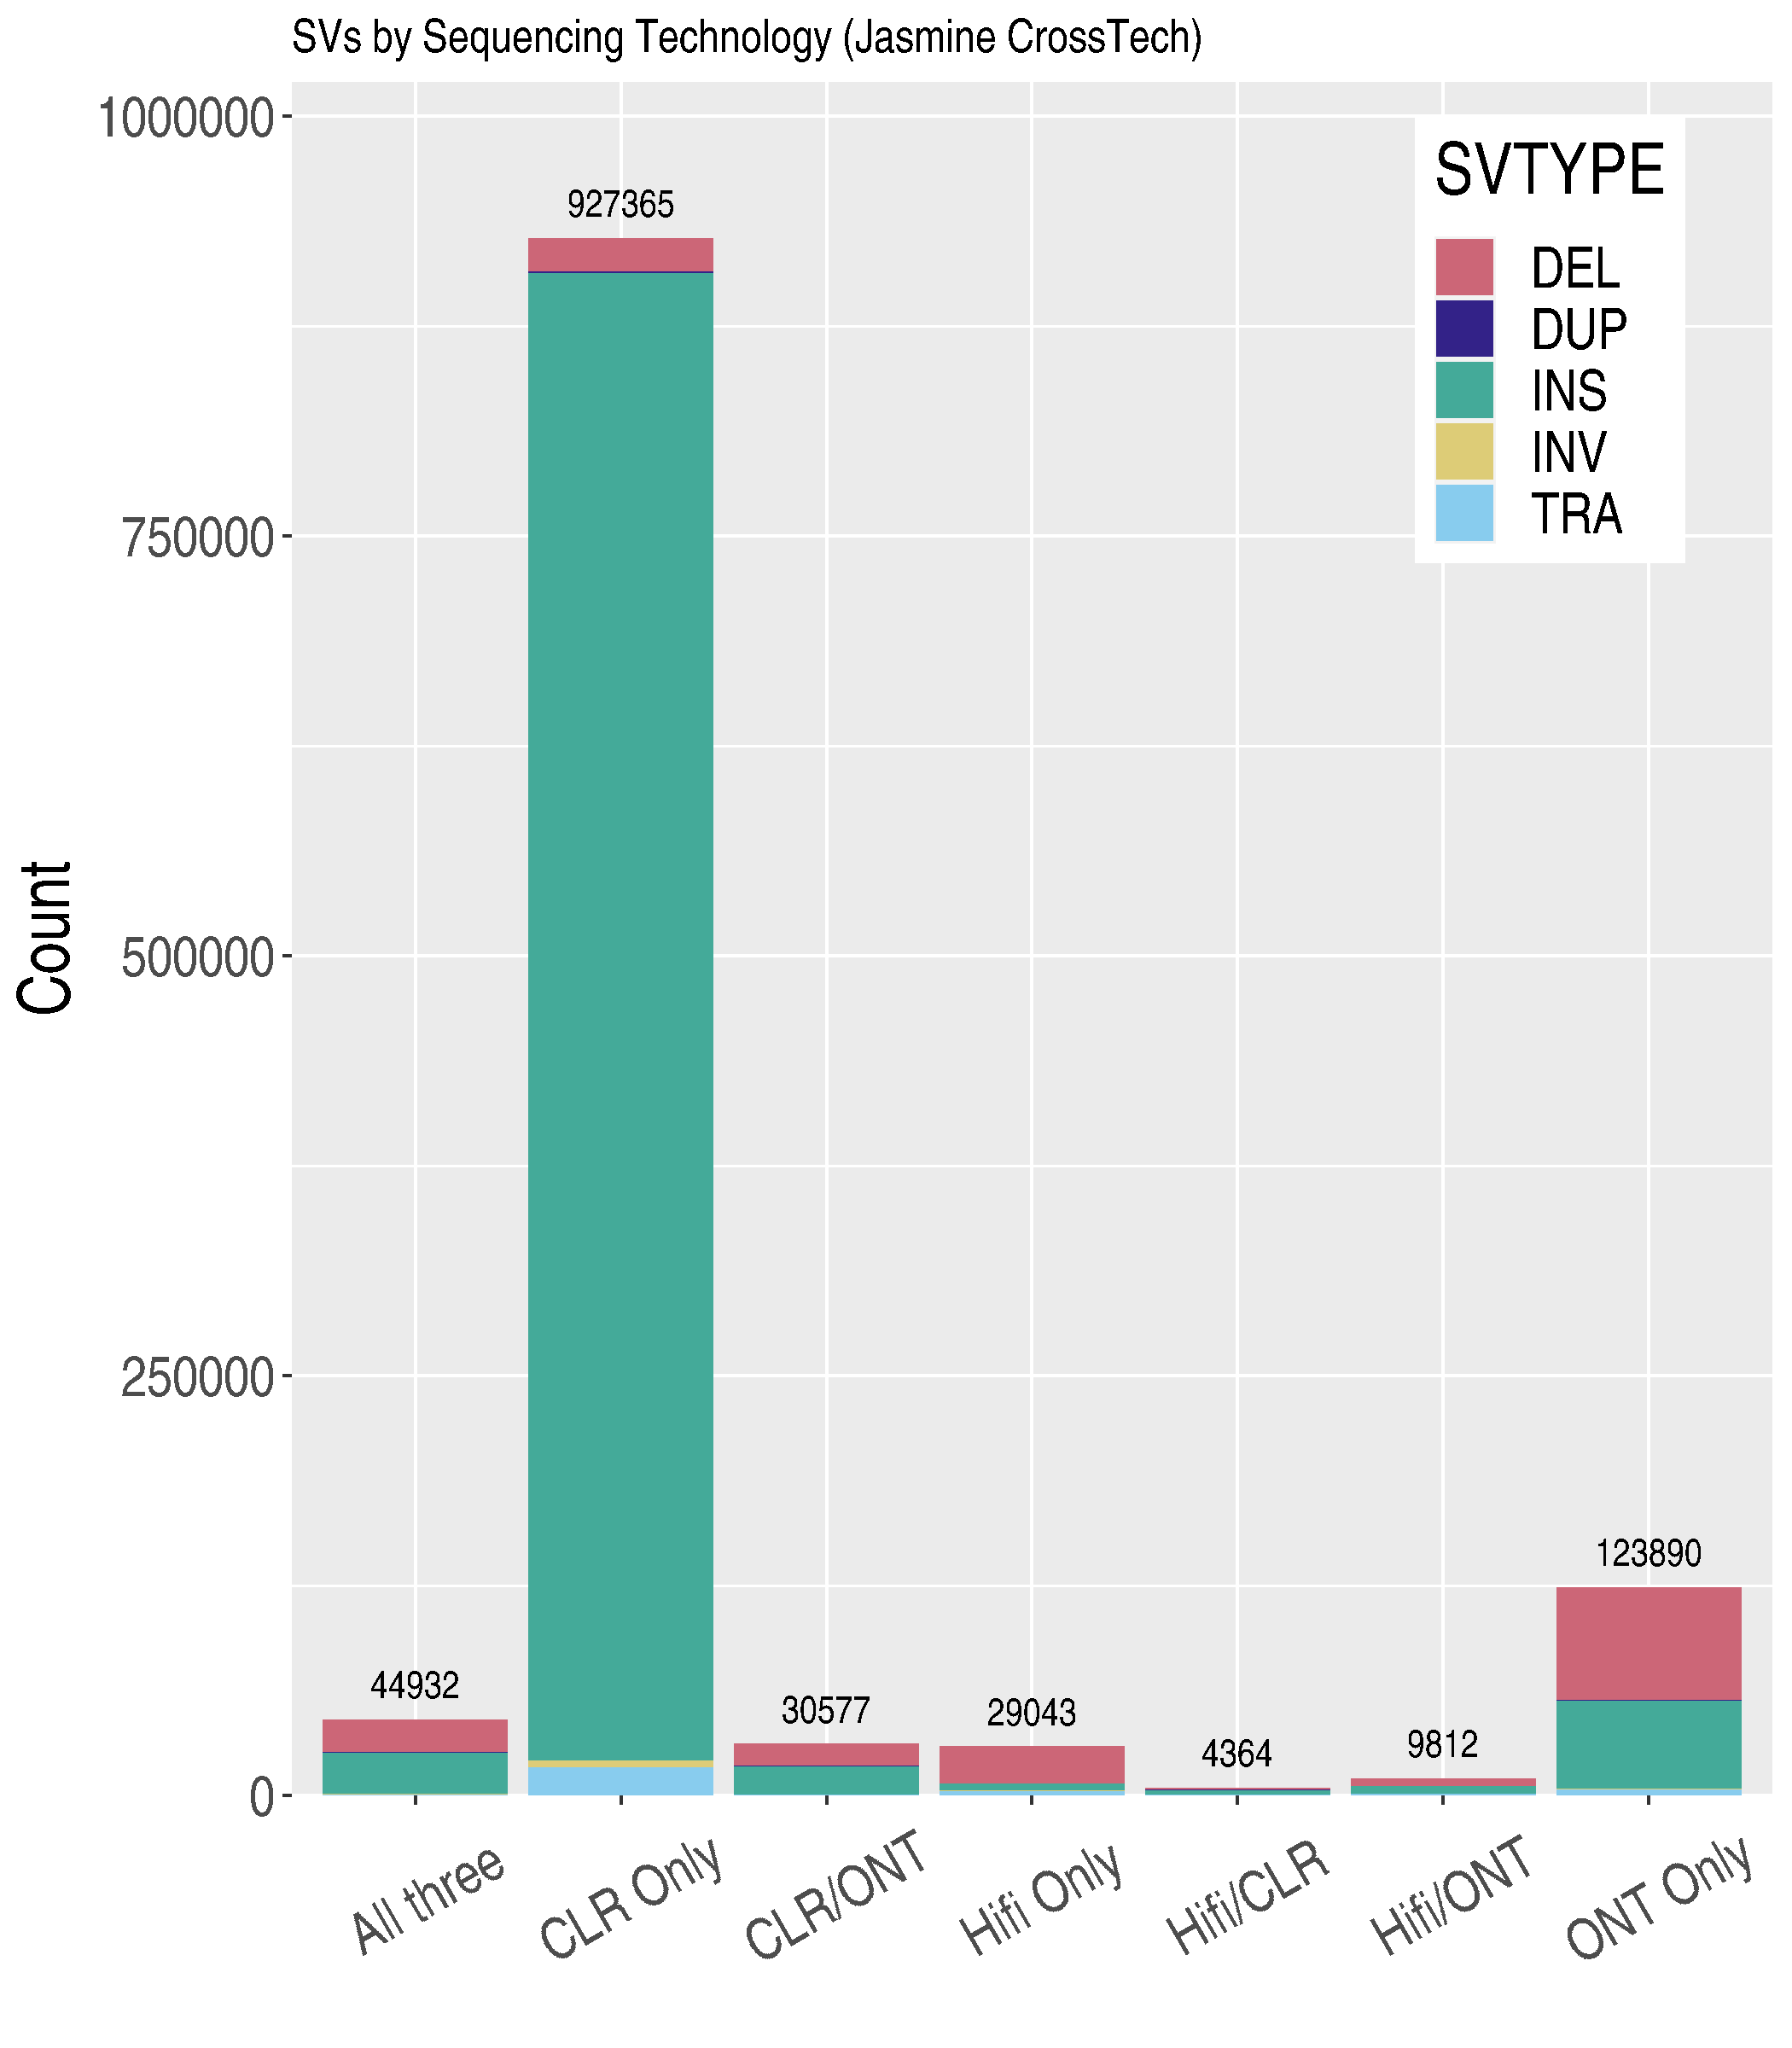 SVs by Sequencing Technology (Jasmine CrossTech)
1000000
750000
500000
250000
0
Count
SVTYPE
DEL
DUP
INS
INV
TRA
44932
927365
30577
29043
4364
9812
123890
All three
CLR Only
CLR/ONT
Hifi Only
Hifi/CLR
Hifi/ONT
ONT Only